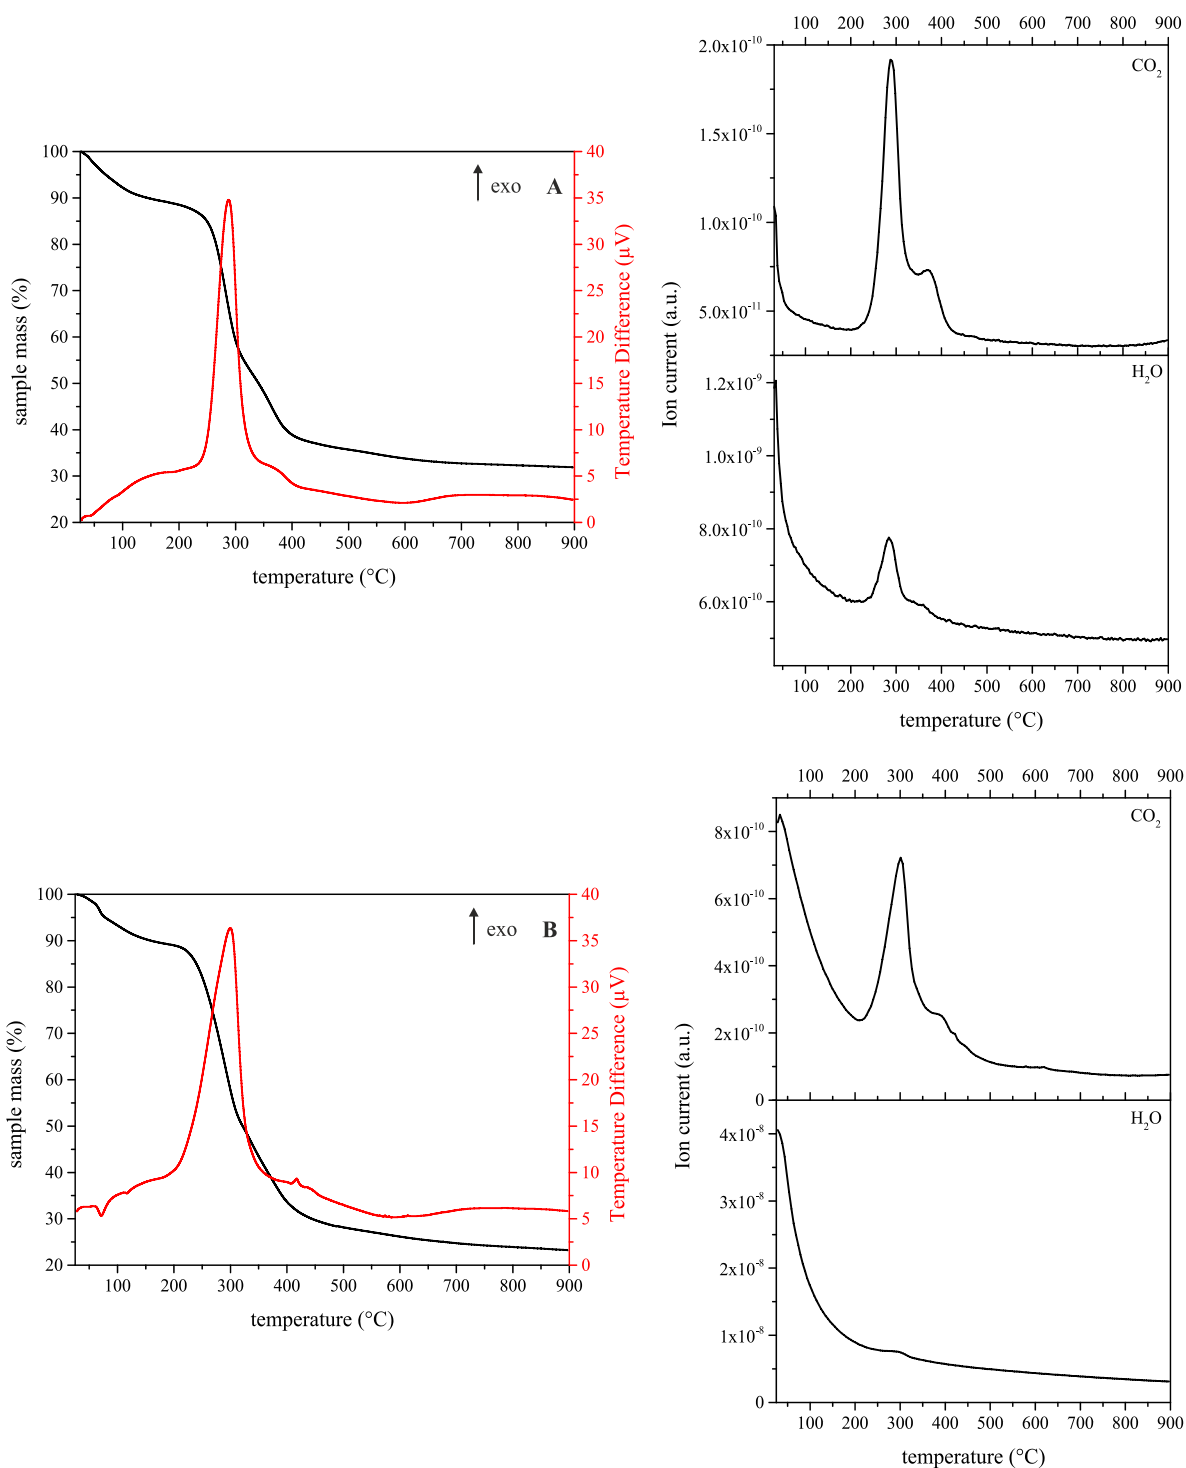 100 200 300 400 500 600 700 800 900
2.0x10⁻¹⁰
1.5x10⁻¹⁰
1.0x10⁻¹⁰
5.0x10⁻¹¹
CO₂
1.2x10⁻⁹
1.0x10⁻⁹
8.0x10⁻¹⁰
6.0x10⁻¹⁰
H₂O
Ion current (a.u.)
100 200 300 400 500 600 700 800 900
temperature (°C)
100
90
80
70
60
50
40
30
20
sample mass (%)
exo A
40
35
30
25
20
15
10
5
0
Temperature Difference (µV)
100 200 300 400 500 600 700 800 900
temperature (°C)
100 200 300 400 500 600 700 800 900
8x10⁻¹⁰
6x10⁻¹⁰
4x10⁻¹⁰
2x10⁻¹⁰
0
CO₂
4x10⁻⁸
3x10⁻⁸
2x10⁻⁸
1x10⁻⁸
0
H₂O
Ion current (a.u.)
100 200 300 400 500 600 700 800 900
temperature (°C)
100
90
80
70
60
50
40
30
20
sample mass (%)
exo B
40
35
30
25
20
15
10
5
0
Temperature Difference (µV)
100 200 300 400 500 600 700 800 900
temperature (°C)